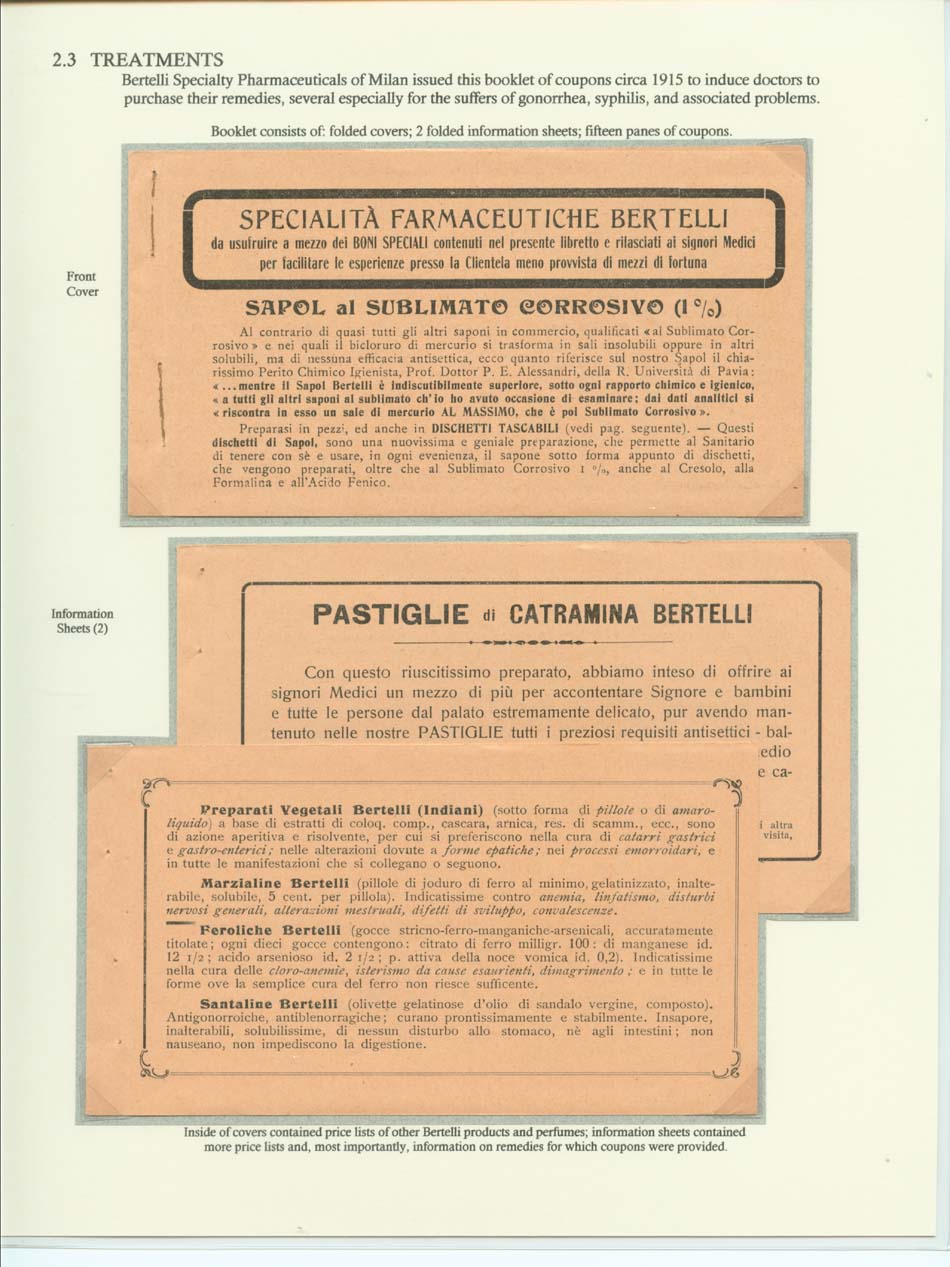 2.3 TREATMENTS
Bertelli Specialty Pharmaceuticals of Milan issued this booklet of coupons circa 1915 to induce doctors to
purchase their remedies, several especially for the suffers of gonorrhea, syphilis, and associated problems.
Booklet consists of: folded covers; 2 folded information sheets; fifteen panes of coupons.
Front
Cover
SPECIALITÀ FARMACEUTICHE BERTELLI
da usufruire a mezzo dei BONI SPECIALI contenuti nel presente libretto e rilasciati ai signori Medici
per facilitare le esperienze presso la Clientela meno provvista di mezzi di fortuna
SAPOL al SUBLIMATO CORROSIVO (1 %)
Al contrario di quasi tutti gli altri saponi in commercio, qualificati « al Sublimato Cor-
rosivo » e nei quali il bicloruro di mercurio si trasforma in sali insolubili oppure in altri
solubili, ma di nessuna efficacia antisettica, ecco quanto riferisce sul nostro Sapol il chia-
rissimo Perito Chimico Igienista, Prof. Dottor P. E. Alessandri, della R. Università di Pavia:
« ...mentre il Sapol Bertelli è indiscutibilmente superiore, sotto ogni rapporto chimico e igienico,
« a tutti gli altri saponi al sublimato ch'io ho avuto occasione di esaminare; dai dati analitici si
« riscontra in esso un sale di mercurio AL MASSIMO, che è poi Sublimato Corrosivo ».
Preparasi in pezzi, ed anche in DISCHETTI TASCABILI (vedi pag. seguente). — Questi
dischetti di Sapol, sono una nuovissima e geniale preparazione, che permette al Sanitario
di tenere con sè e usare, in ogni evenienza, il sapone sotto forma appunto di dischetti,
che vengono preparati, oltre che al Sublimato Corrosivo 1 %, anche al Cresolo, alla
Formalina e all'Acido Fenico.
Information
Sheets (2)
PASTIGLIE di CATRAMINA BERTELLI
Con questo riuscitissimo preparato, abbiamo inteso di offrire ai
signori Medici un mezzo di più per accontentare Signore e bambini
e tutte le persone dal palato estremamente delicato, pur avendo man-
tenuto nelle nostre PASTIGLIE tutti i preziosi requisiti antisettici - bal-
edio
e ca-
i altra
visita,
Preparati Vegetali Bertelli (Indiani) (sotto forma di pillole o di amaro-
liquido) a base di estratti di coloq. comp., cascara, arnica, res. di scamm., ecc., sono
di azione aperitiva e risolvente, per cui si preferiscono nella cura di catarri gastrici
e gastro-enterici; nelle alterazioni dovute a forme epatiche; nei processi emorroidari, e
in tutte le manifestazioni che si collegano o seguono.
Marzialine Bertelli (pillole di joduro di ferro al minimo, gelatinizzato, inalte-
rabile, solubile, 5 cent. per pillola). Indicatissime contro anemia, linfatismo, disturbi
nervosi generali, alterazioni mestruali, difetti di sviluppo, convalescenze.
Feroliche Bertelli (gocce stricno-ferro-manganiche-arsenicali, accuratamente
titolate; ogni dieci gocce contengono: citrato di ferro milligr. 100: di manganese id.
12 1/2; acido arsenioso id. 2 1/2; p. attiva della noce vomica id. 0,2). Indicatissime
nella cura delle cloro-anemie, isterismo da cause esaurienti, dimagrimento; e in tutte le
forme ove la semplice cura del ferro non riesce sufficente.
Santaline Bertelli (olivette gelatinose d'olio di sandalo vergine, composto).
Antigonorroiche, antiblenorragiche; curano prontissimamente e stabilmente. Insapore,
inalterabili, solubilissime, di nessun disturbo allo stomaco, nè agli intestini; non
nauseano, non impediscono la digestione.
Inside of covers contained price lists of other Bertelli products and perfumes; information sheets contained
more price lists and, most importantly, information on remedies for which coupons were provided.